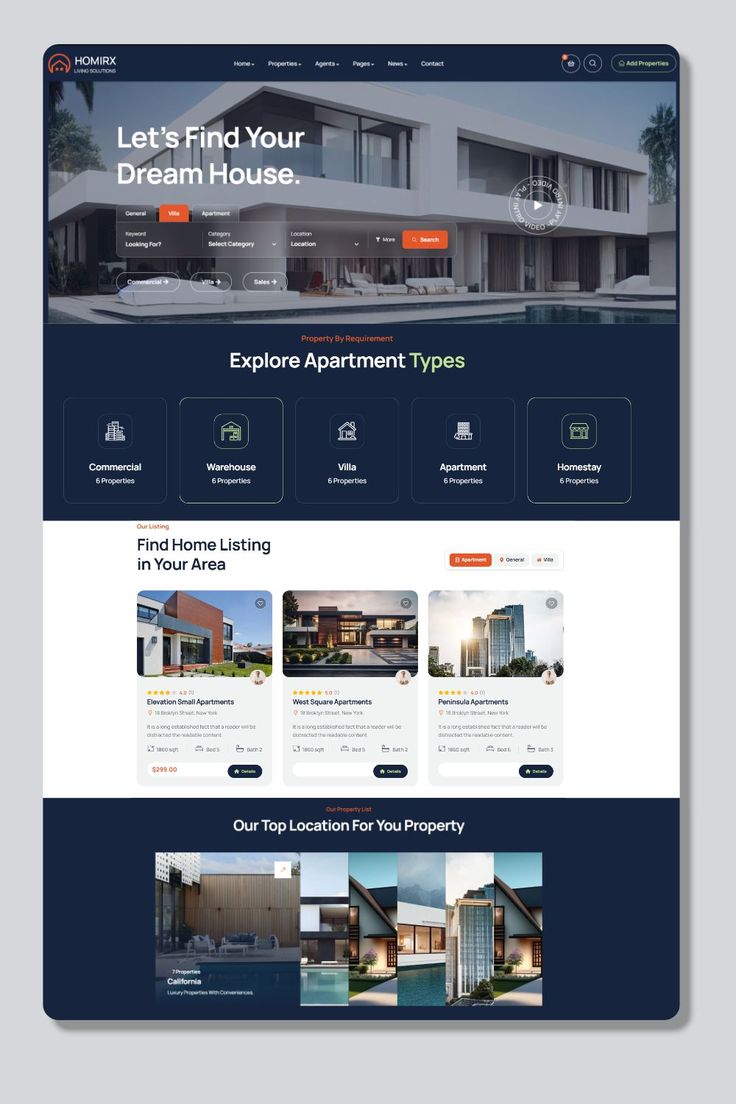 HOMIRX
LIVING SOLUTIONS
Home
Properties
Agents
Pages
News
Contact
0
Add Properties
Let's Find Your
Dream House.
General
Villa
Apartment
Keyword
Category
Location
Looking For?
Select Category
Location
More
Search
PLAY INTRO VIDEO - PLAY INTRO VIDEO -
Commercial
Villa
Sales
Property By Requirement
Explore Apartment Types
Commercial
6 Properties
Warehouse
6 Properties
Villa
6 Properties
Apartment
6 Properties
Homestay
6 Properties
Our Listing
Find Home Listing
in Your Area
Apartment
General
Villa
4.0 (1)
Elevation Small Apartments
18 Broklyn Street, New York
It is a long established fact that a reader will be
distracted the readable content
1860 sqft
Bed 5
Bath 2
$299.00
Details
5.0 (1)
West Square Apartments
18 Broklyn Street, New York
It is a long established fact that a reader will be
distracted the readable content
1860 sqft
Bed 5
Bath 2
Details
4.0 (1)
Peninsula Apartments
18 Broklyn Street, New York
It is a long established fact that a reader will be
distracted the readable content
1860 sqft
Bed 6
Bath 3
Details
Our Property List
Our Top Location For You Property
7 Properties
California
Luxury Properties With Conveniences